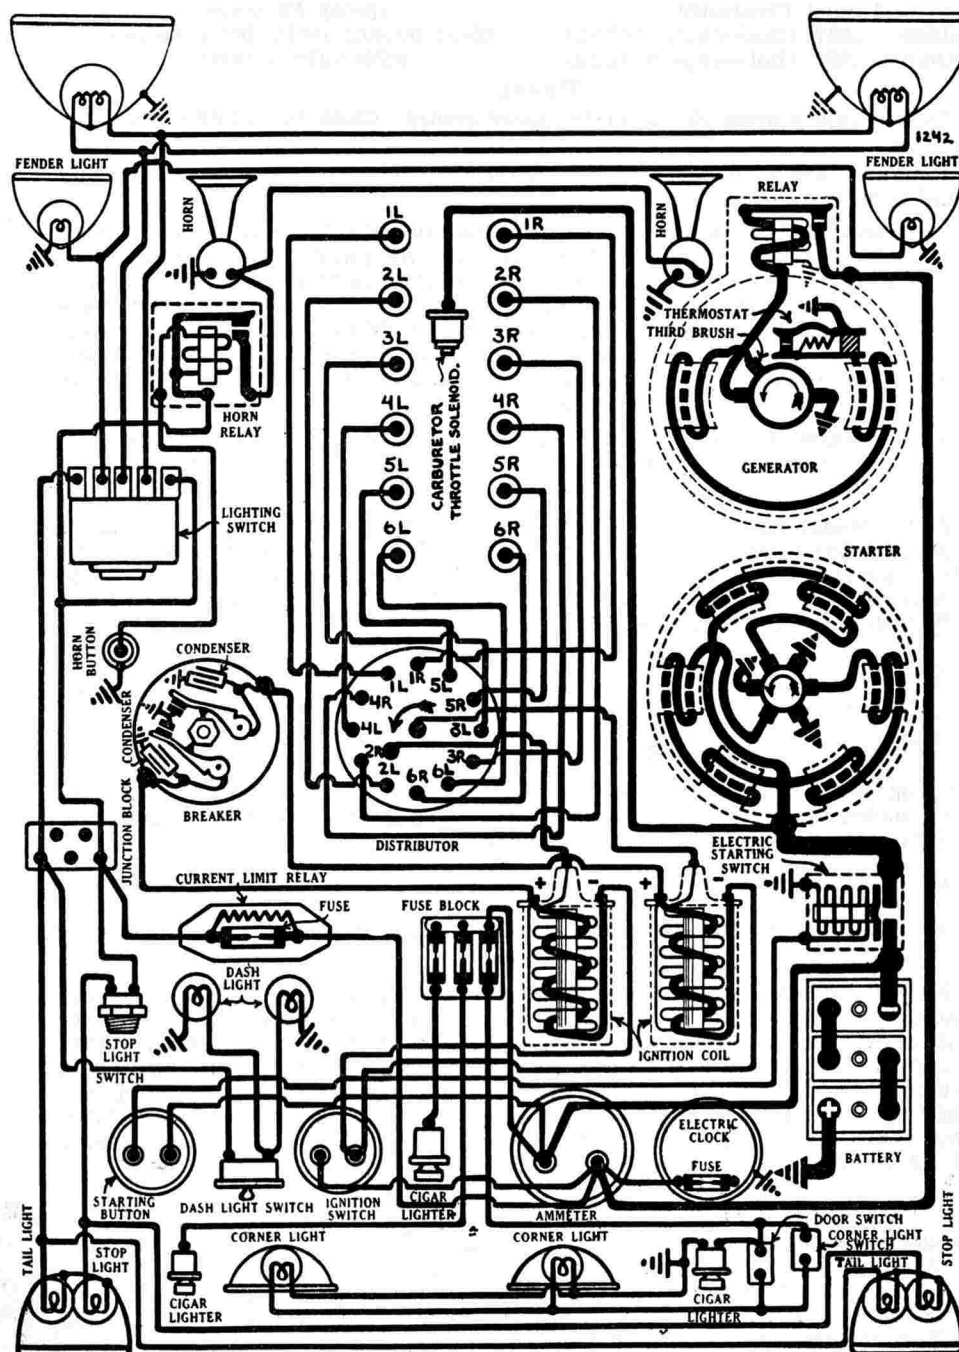 1242
FENDER LIGHT
FENDER LIGHT
HORN
HORN
RELAY
1L
1R
2L
2R
THERMOSTAT
THIRD BRUSH
3L
3R
HORN
RELAY
4L
4R
CARBURETOR
THROTTLE SOLENOID.
GENERATOR
5L
5R
LIGHTING
SWITCH
6L
6R
STARTER
HORN
BUTTON
CONDENSER
CONDENSER
1L
1R
5L
4R
5R
4L
3L
2R
3R
2L
6R
6L
BREAKER
DISTRIBUTOR
JUNCTION BLOCK
ELECTRIC
STARTING
SWITCH
CURRENT LIMIT RELAY
FUSE
FUSE BLOCK
+
-
+
-
DASH
LIGHT
STOP
LIGHT
SWITCH
IGNITION COIL
ELECTRIC
CLOCK
FUSE
BATTERY
STARTING
BUTTON
DASH LIGHT SWITCH
IGNITION
SWITCH
CIGAR
LIGHTER
AMMETER
DOOR SWITCH
CORNER LIGHT
SWITCH
TAIL LIGHT
STOP LIGHT
TAIL LIGHT
STOP
LIGHT
CORNER LIGHT
CORNER LIGHT
CIGAR
LIGHTER
CIGAR
LIGHTER